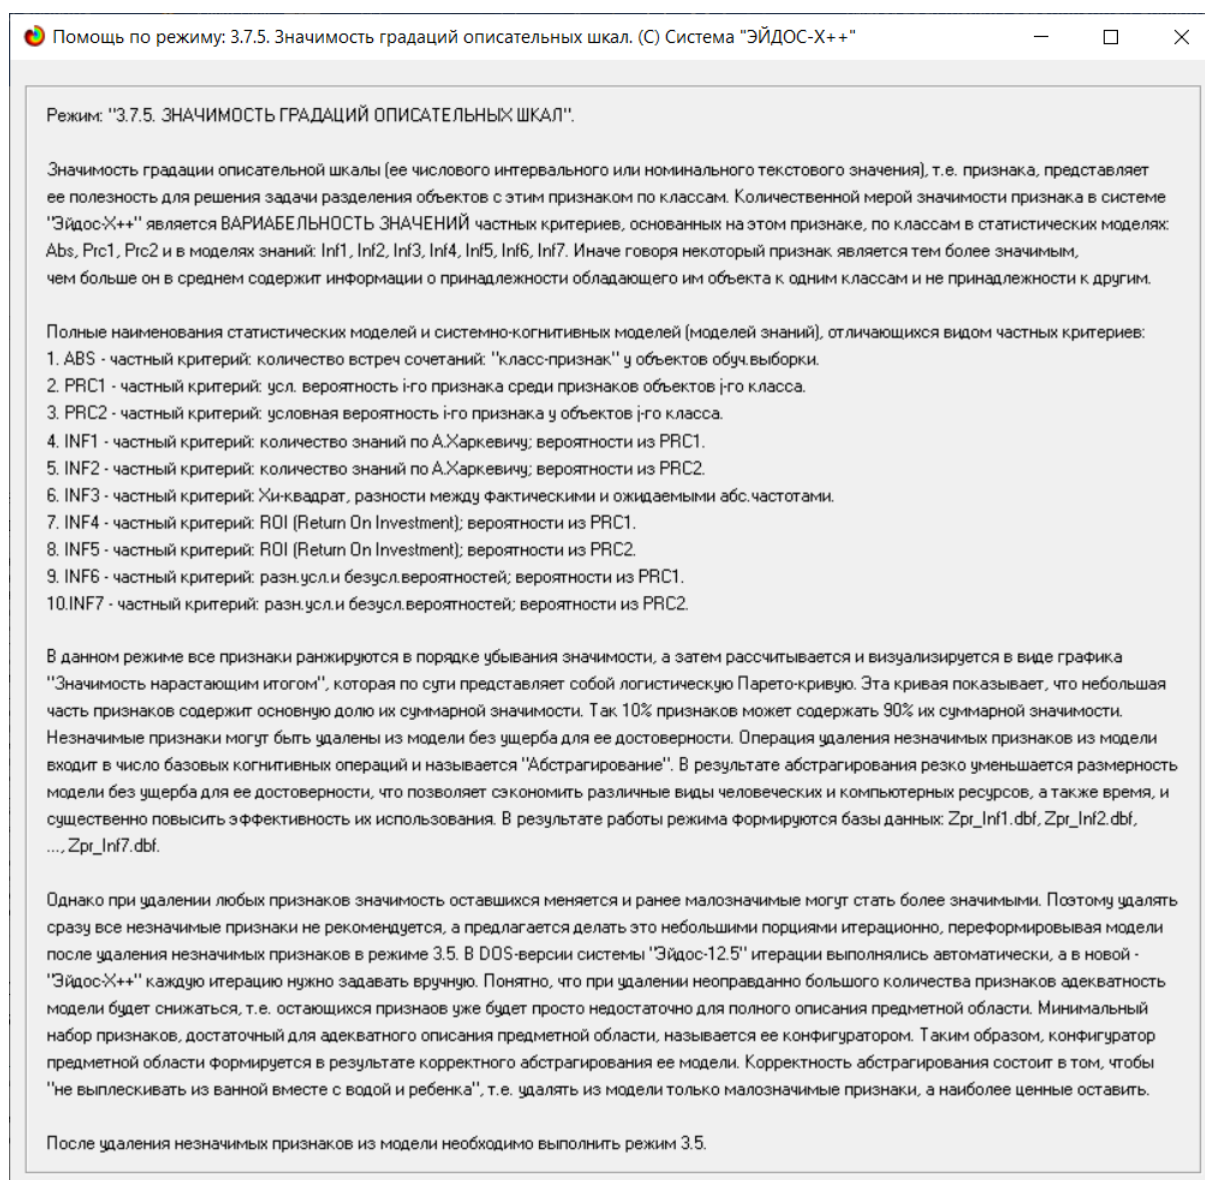 Помощь по режиму: 3.7.5. Значимость градаций описательных шкал. (С) Система "ЭЙДОС-Х++"
Режим: "3.7.5. ЗНАЧИМОСТЬ ГРАДАЦИЙ ОПИСАТЕЛЬНЫХ ШКАЛ".
Значимость градации описательной шкалы (ее числового интервального или номинального текстового значения), т.е. признака, представляет
ее полезность для решения задачи разделения объектов с этим признаком по классам. Количественной мерой значимости признака в системе
"Эйдос-Х++" является ВАРИАБЕЛЬНОСТЬ ЗНАЧЕНИЙ частных критериев, основанных на этом признаке, по классам в статистических моделях:
Abs, Prc1, Prc2 и в моделях знаний: Inf1, Inf2, Inf3, Inf4, Inf5, Inf6, Inf7. Иначе говоря некоторый признак является тем более значимым,
чем больше он в среднем содержит информации о принадлежности обладающего им объекта к одним классам и не принадлежности к другим.
Полные наименования статистических моделей и системно-когнитивных моделей (моделей знаний), отличающихся видом частных критериев:
1. ABS - частный критерий: количество встреч сочетаний: "класс-признак" у объектов обуч.выборки.
2. PRC1 - частный критерий: усл. вероятность i-го признака среди признаков объектов j-го класса.
3. PRC2 - частный критерий: условная вероятность i-го признака у объектов j-го класса.
4. INF1 - частный критерий: количество знаний по А.Харкевичу; вероятности из PRC1.
5. INF2 - частный критерий: количество знаний по А.Харкевичу; вероятности из PRC2.
6. INF3 - частный критерий: Хи-квадрат, разности между фактическими и ожидаемыми абс.частотами.
7. INF4 - частный критерий: ROI (Return On Investment); вероятности из PRC1.
8. INF5 - частный критерий: ROI (Return On Investment); вероятности из PRC2.
9. INF6 - частный критерий: разн.усл.и безусл.вероятностей; вероятности из PRC1.
10.INF7 - частный критерий: разн.усл.и безусл.вероятностей; вероятности из PRC2.
В данном режиме все признаки ранжируются в порядке убывания значимости, а затем рассчитывается и визуализируется в виде графика
"Значимость нарастающим итогом", которая по сути представляет собой логистическую Парето-кривую. Эта кривая показывает, что небольшая
часть признаков содержит основную долю их суммарной значимости. Так 10% признаков может содержать 90% их суммарной значимости.
Незначимые признаки могут быть удалены из модели без ущерба для ее достоверности. Операция удаления незначимых признаков из модели
входит в число базовых когнитивных операций и называется "Абстрагирование". В результате абстрагирования резко уменьшается размерность
модели без ущерба для ее достоверности, что позволяет сэкономить различные виды человеческих и компьютерных ресурсов, а также время, и
существенно повысить эффективность их использования. В результате работы режима формируются базы данных: Zpr_Inf1.dbf, Zpr_Inf2.dbf,
..., Zpr_Inf7.dbf.
Однако при удалении любых признаков значимость оставшихся меняется и ранее малозначимые могут стать более значимыми. Поэтому удалять
сразу все незначимые признаки не рекомендуется, а предлагается делать это небольшими порциями итерационно, переформировывая модели
после удаления незначимых признаков в режиме 3.5. В DOS-версии системы "Эйдос-12.5" итерации выполнялись автоматически, а в новой -
"Эйдос-Х++" каждую итерацию нужно задавать вручную. Понятно, что при удалении неоправданно большого количества признаков адекватность
модели будет снижаться, т.е. остающихся призаов уже будет просто недостаточно для полного описания предметной области. Минимальный
набор признаков, достаточный для адекватного описания предметной области, называется ее конфигуратором. Таким образом, конфигуратор
предметной области формируется в результате корректного абстрагирования ее модели. Корректность абстрагирования состоит в том, чтобы
"не выплескивать из ванной вместе с водой и ребенка", т.е. удалять из модели только малозначимые признаки, а наиболее ценные оставить.
После удаления незначимых признаков из модели необходимо выполнить режим 3.5.